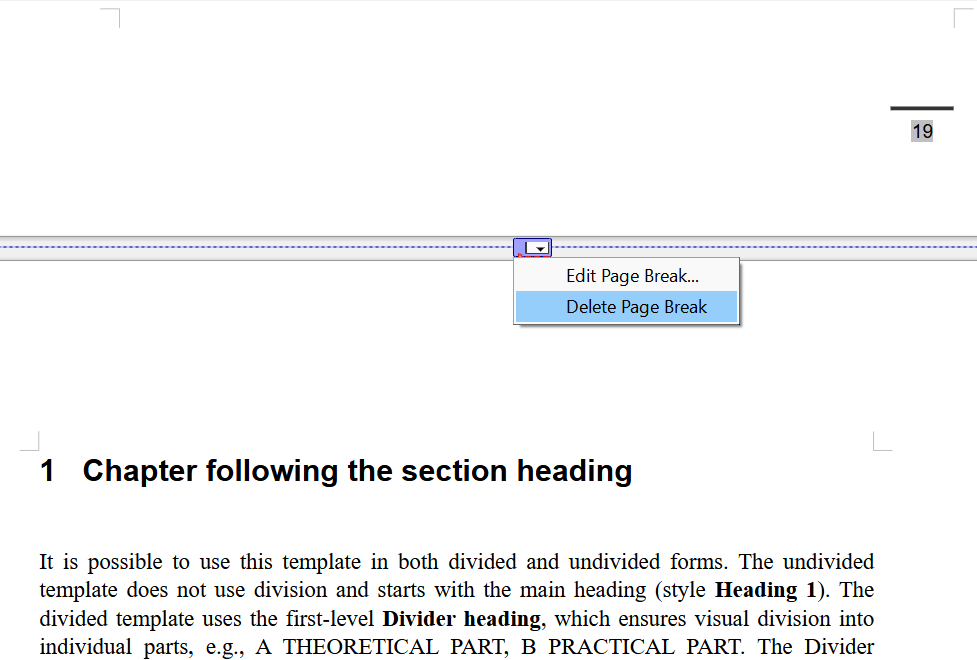 19
Edit Page Break...
Delete Page Break
1 Chapter following the section heading
It is possible to use this template in both divided and undivided forms. The undivided
template does not use division and starts with the main heading (style Heading 1). The
divided template uses the first-level Divider heading, which ensures visual division into
individual parts, e.g., A THEORETICAL PART, B PRACTICAL PART. The Divider